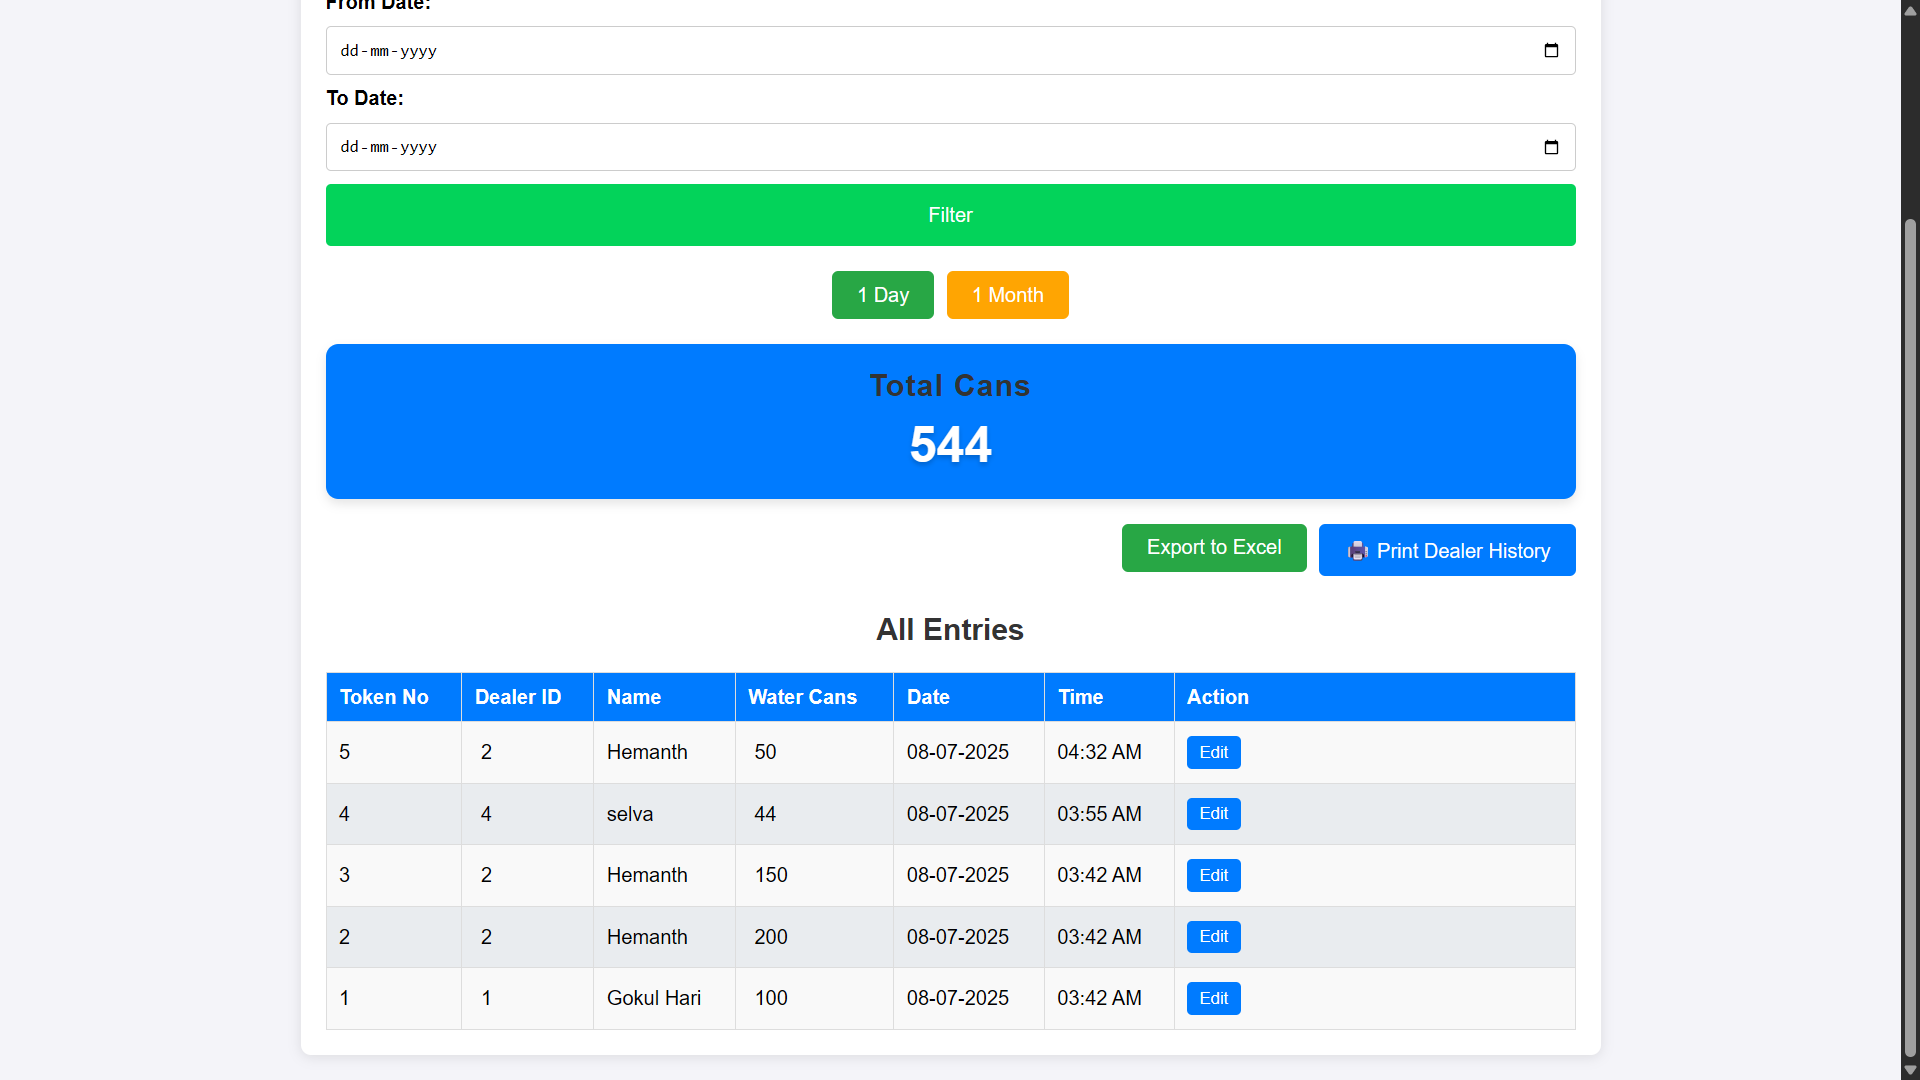 From Date:
dd-mm-yyyy
To Date:
dd-mm-yyyy
Filter
1 Day 1 Month
Total Cans
544
Export to Excel Print Dealer History
All Entries
Token No Dealer ID Name Water Cans Date Time Action
5 2 Hemanth 50 08-07-2025 04:32 AM Edit
4 4 selva 44 08-07-2025 03:55 AM Edit
3 2 Hemanth 150 08-07-2025 03:42 AM Edit
2 2 Hemanth 200 08-07-2025 03:42 AM Edit
1 1 Gokul Hari 100 08-07-2025 03:42 AM Edit